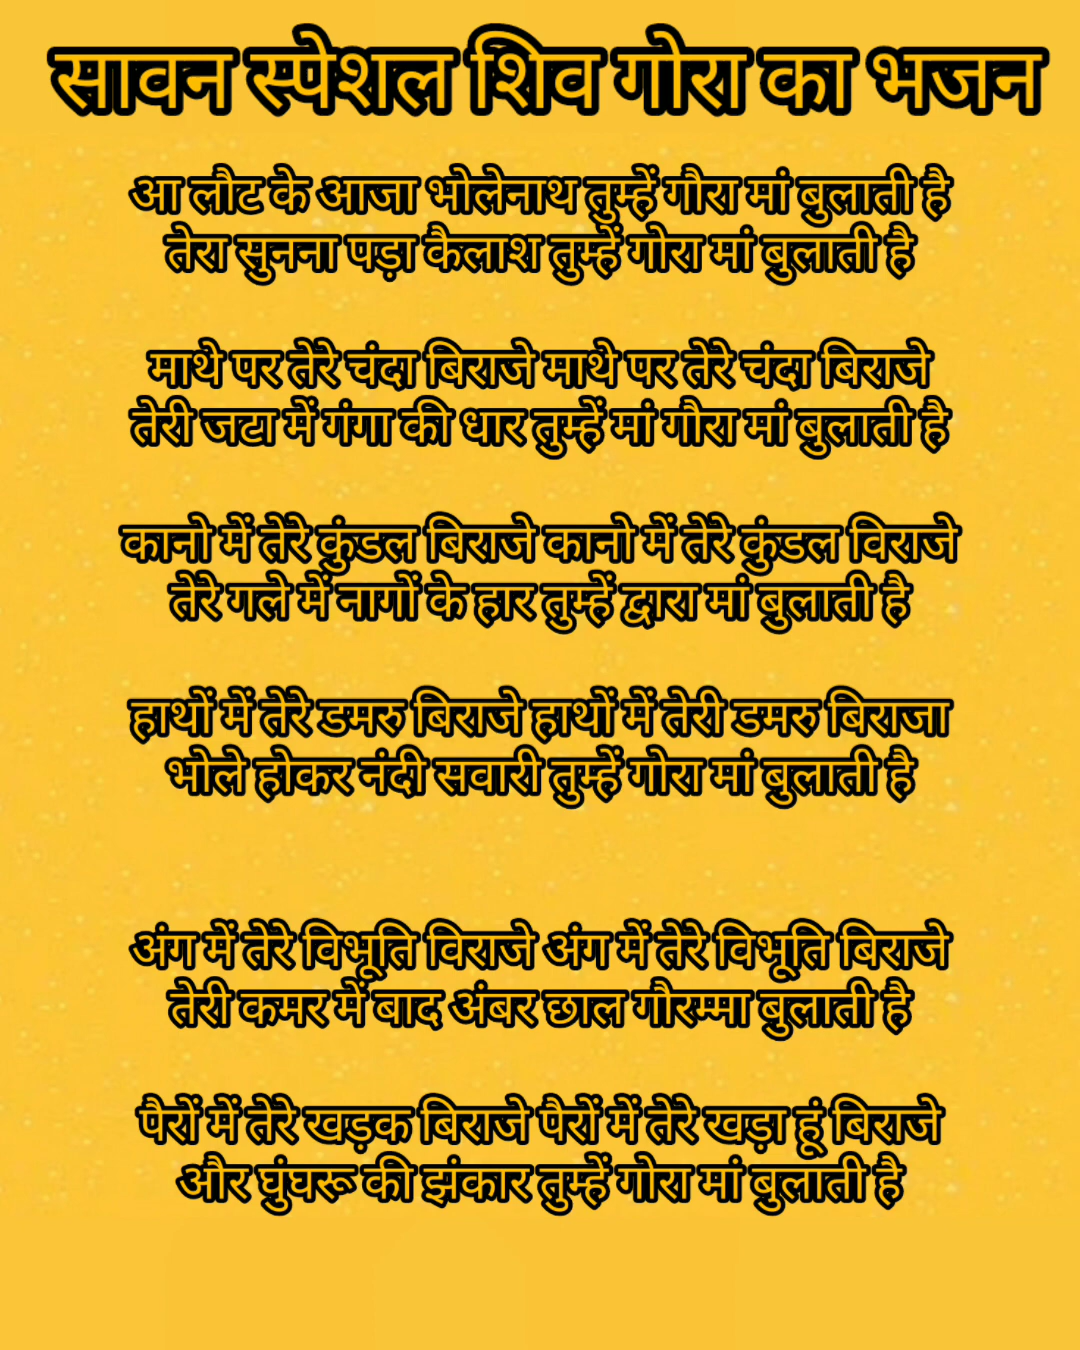 सावन स्पेशल शिव गोरा का भजन
आ लौट के आजा भोलेनाथ तुम्हें गौरा मां बुलाती है
तेरा सुनना पड़ा कैलाश तुम्हें गोरा मां बुलाती है
माथे पर तेरे चंदा बिराजे माथे पर तेरे चंदा बिराजे
तेरी जटा में गंगा की धार तुम्हें मां गौरा मां बुलाती है
कानो में तेरे कुंडल बिराजे कानो में तेरे कुंडल विराजे
तेरे गले में नागों के हार तुम्हें द्वारा मां बुलाती है
हाथों में तेरे डमरु बिराजे हाथों में तेरी डमरु बिराजा
भोले होकर नंदी सवारी तुम्हें गोरा मां बुलाती है
अंग में तेरे विभूति विराजे अंग में तेरे विभूति बिराजे
तेरी कमर में बाद अंबर छाल गौरम्मा बुलाती है
पैरों में तेरे खड़क बिराजे पैरों में तेरे खड़ा हूं बिराजे
और घुंघरू की झंकार तुम्हें गोरा मां बुलाती है